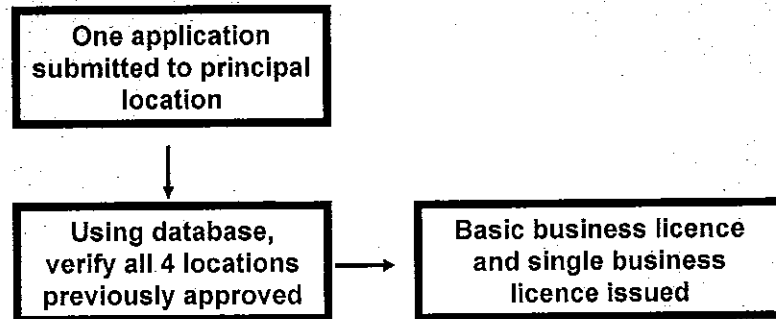 One application
submitted to principal
location
Using database,
verify all 4 locations
previously approved
Basic business licence
and single business
licence issued